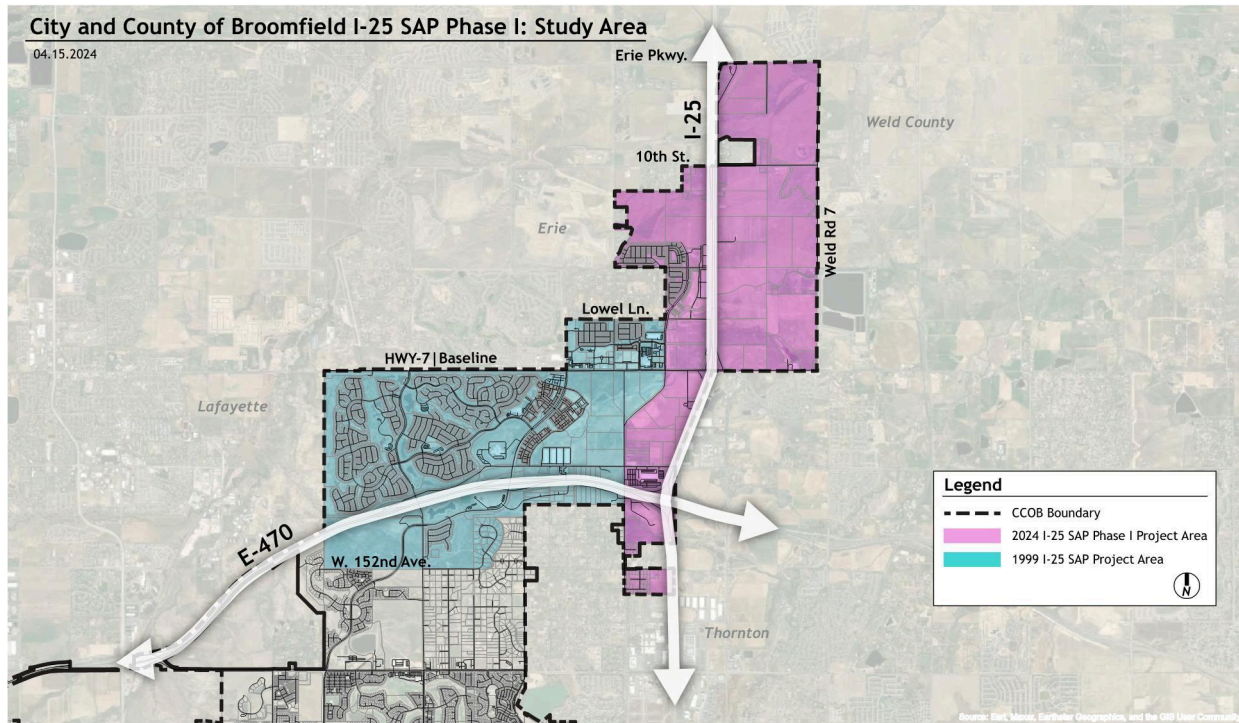 City and County of Broomfield I-25 SAP Phase I: Study Area
04.15.2024
Erie Pkwy.
I-25
Weld County
10th St.
Weld Rd 7
Erie
Lowel Ln.
HWY-7|Baseline
Lafayette
E-470
W. 152nd Ave.
Thornton
Legend
CCOB Boundary
2024 I-25 SAP Phase I Project Area
1999 I-25 SAP Project Area
N
Source: Esri, Maxar, Earthstar Geographics, and the GIS User Community